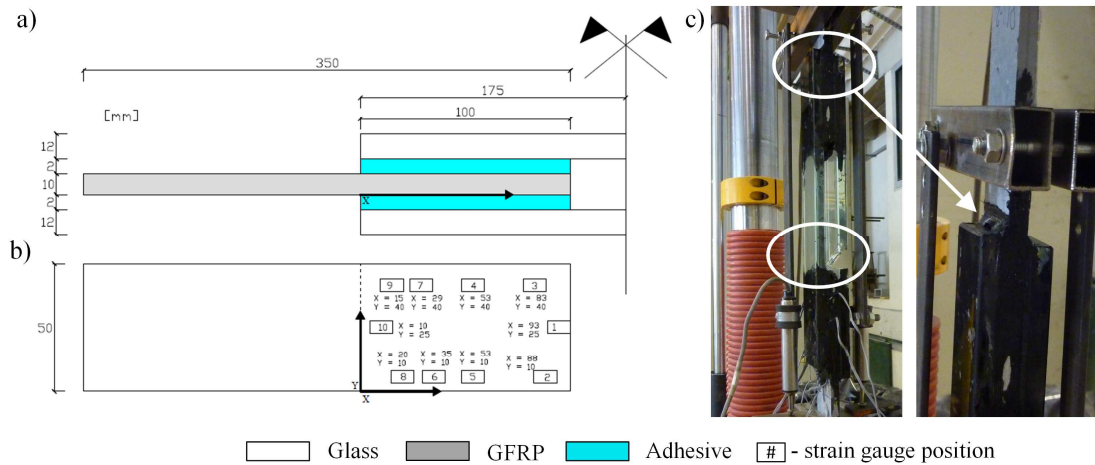 a)
c)
350
175
[mm]
100
12
2
10
2
12
X
b)
50
9 7 4 3
X = 15 X = 29 X = 53 X = 83
Y = 40 Y = 40 Y = 40 Y = 40
10 X = 10 X = 93 1
Y = 25 Y = 25
X = 20 X = 35 X = 53 X = 88
Y = 10 Y = 10 Y = 10 Y = 10
8 6 5 2
Y
X
Glass GFRP Adhesive # - strain gauge position